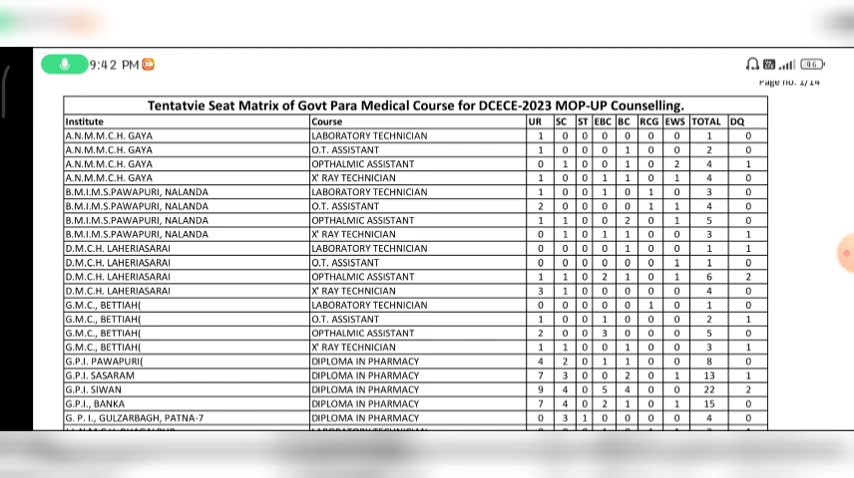 9:42 PM
46
Page no. 1/14
Tentatvie Seat Matrix of Govt Para Medical Course for DCECE-2023 MOP-UP Counselling.
Institute Course UR SC ST EBC BC RCG EWS TOTAL DQ
A.N.M.M.C.H. GAYA LABORATORY TECHNICIAN 1 0 0 0 0 0 0 1 0
A.N.M.M.C.H. GAYA O.T. ASSISTANT 1 0 0 0 1 0 0 2 0
A.N.M.M.C.H. GAYA OPTHALMIC ASSISTANT 0 1 0 0 1 0 2 4 1
A.N.M.M.C.H. GAYA X' RAY TECHNICIAN 1 0 0 1 1 0 1 4 0
B.M.I.M.S.PAWAPURI, NALANDA LABORATORY TECHNICIAN 1 0 0 1 0 1 0 3 0
B.M.I.M.S.PAWAPURI, NALANDA O.T. ASSISTANT 2 0 0 0 0 1 1 4 0
B.M.I.M.S.PAWAPURI, NALANDA OPTHALMIC ASSISTANT 1 1 0 0 2 0 1 5 0
B.M.I.M.S.PAWAPURI, NALANDA X' RAY TECHNICIAN 0 1 0 1 1 0 0 3 1
D.M.C.H. LAHERIASARAI LABORATORY TECHNICIAN 0 0 0 0 1 0 0 1 1
D.M.C.H. LAHERIASARAI O.T. ASSISTANT 0 0 0 0 0 0 1 1 0
D.M.C.H. LAHERIASARAI OPTHALMIC ASSISTANT 1 1 0 2 1 0 1 6 2
D.M.C.H. LAHERIASARAI X' RAY TECHNICIAN 3 1 0 0 0 0 0 4 0
G.M.C., BETTIAH( LABORATORY TECHNICIAN 0 0 0 0 0 1 0 1 0
G.M.C., BETTIAH( O.T. ASSISTANT 1 0 0 1 0 0 0 2 1
G.M.C., BETTIAH( OPTHALMIC ASSISTANT 2 0 0 3 0 0 0 5 0
G.M.C., BETTIAH( X' RAY TECHNICIAN 1 1 0 0 1 0 0 3 1
G.P.I. PAWAPURI( DIPLOMA IN PHARMACY 4 2 0 1 1 0 0 8 0
G.P.I. SASARAM DIPLOMA IN PHARMACY 7 3 0 0 2 0 1 13 1
G.P.I. SIWAN DIPLOMA IN PHARMACY 9 4 0 5 4 0 0 22 2
G.P.I., BANKA DIPLOMA IN PHARMACY 7 4 0 2 1 0 1 15 0
G. P. I., GULZARBAGH, PATNA-7 DIPLOMA IN PHARMACY 0 3 1 0 0 0 0 4 0